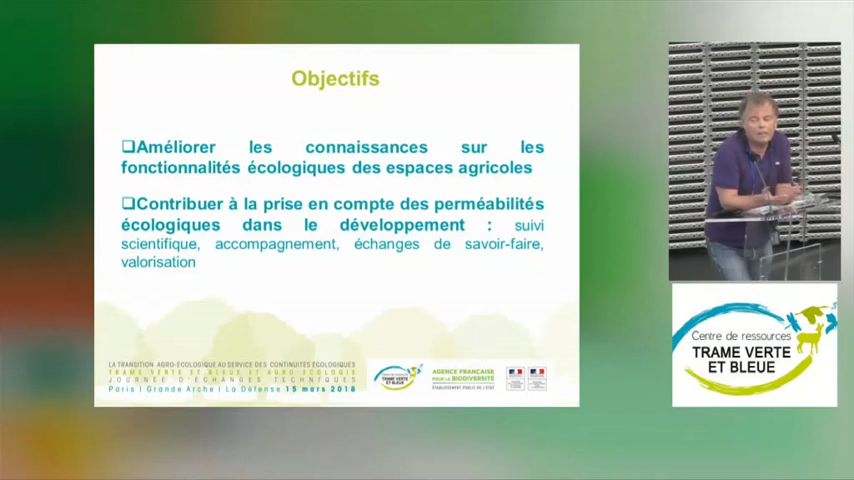 Objectifs
❑Améliorer les connaissances sur les
fonctionnalités écologiques des espaces agricoles
❑Contribuer à la prise en compte des perméabilités
écologiques dans le développement : suivi
scientifique, accompagnement, échanges de savoir-faire,
valorisation
LA TRANSITION AGRO-ÉCOLOGIQUE AU SERVICE DES CONTINUITÉS ÉCOLOGIQUES
TRAME VERTE ET BLEUE ET AGRO ÉCOLOGIE
JOURNÉE D'ÉCHANGES TECHNIQUES
Paris | Grande Arche | La Défense 15 mars 2018
TRAME VERTE
ET BLEUE
AGENCE FRANÇAISE
POUR LA BIODIVERSITÉ
ÉTABLISSEMENT PUBLIC DE L'ÉTAT
Centre de ressources
TRAME VERTE
ET BLEUE